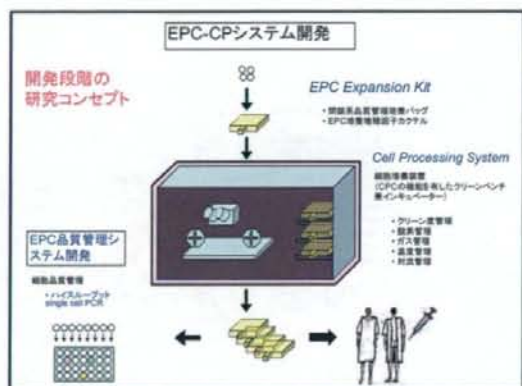 EPC-CPシステム開発
開発段階の
研究コンセプト
EPC Expansion Kit
・閉鎖系品質管理培養バッグ
・EPC培養増殖因子カクテル
Cell Processing System
細胞培養装置
(CPCの機能を有したクリーンベンチ
兼インキュベーター)
・クリーン度管理
・酸素管理
・ガス管理
・温度管理
・対流管理
EPC品質管理シ
ステム開発
細胞品質管理
・ハイスループット
single cell PCR